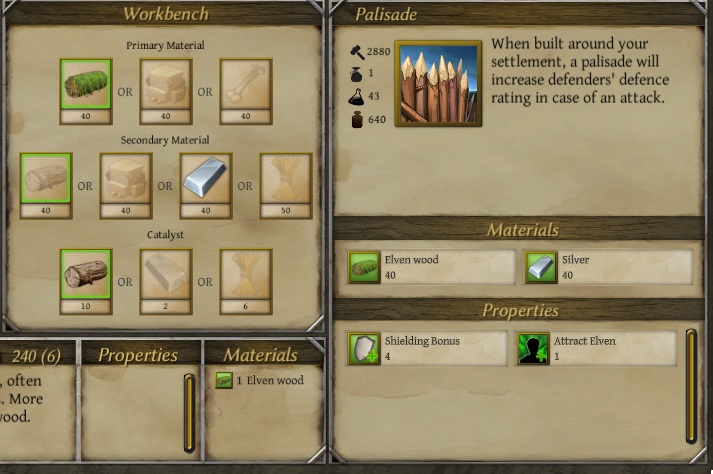 Workbench
Primary Material
40 OR 40 OR 40
Secondary Material
40 OR 40 OR 40 OR 50
Catalyst
10 OR 2 OR 6
240 (6)
, often
s. More
wood.
Properties
Materials
1 Elven wood
Palisade
2880
1
43
640
When built around your
settlement, a palisade will
increase defenders' defence
rating in case of an attack.
Materials
Elven wood
40
Silver
40
Properties
Shielding Bonus
4
Attract Elven
1